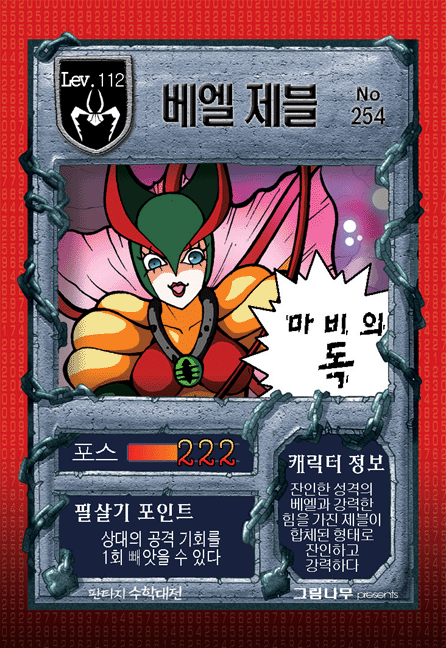 Lev.112
베엘 제블
No
254
마비의
독
포스 222
필살기 포인트
상대의 공격 기회를
1회 빼앗을 수 있다
캐릭터 정보
잔인한 성격의
베엘과 강력한
힘을 가진 제블이
합체된 형태로
잔인하고
강력하다
판타지 수학대전
그림나무 presents